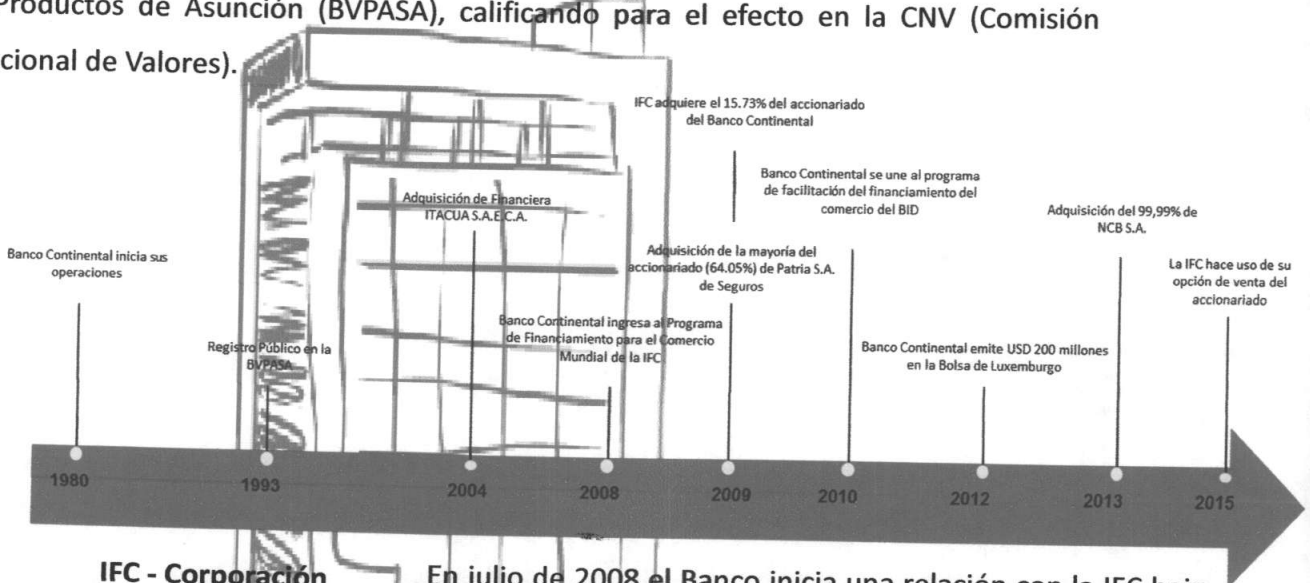 Productos de Asunción (BVPASA), calificando para el efecto en la CNV (Comisión
cional de Valores).
IFC adquiere el 15.73% del accionariado
del Banco Continental
Banco Continental se une al programa
de facilitación del financiamiento del
comercio del BID
Adquisición de Financiera
ITACUA S.A.E.C.A.
Adquisición del 99,99% de
NCB S.A.
Banco Continental inicia sus
operaciones
Adquisición de la mayoría del
accionariado (64.05%) de Patria S.A.
de Seguros
La IFC hace uso de su
opción de venta del
accionariado
Banco Continental ingresa al Programa
de Financiamiento para el Comercio
Mundial de la IFC
Registro Público en la
BVPASA
Banco Continental emite USD 200 millones
en la Bolsa de Luxemburgo
1980 1993 2004 2008 2009 2010 2012 2013 2015
IFC - Corporación
En julio de 2008 el Banco inicia una relación con la IFC bajo